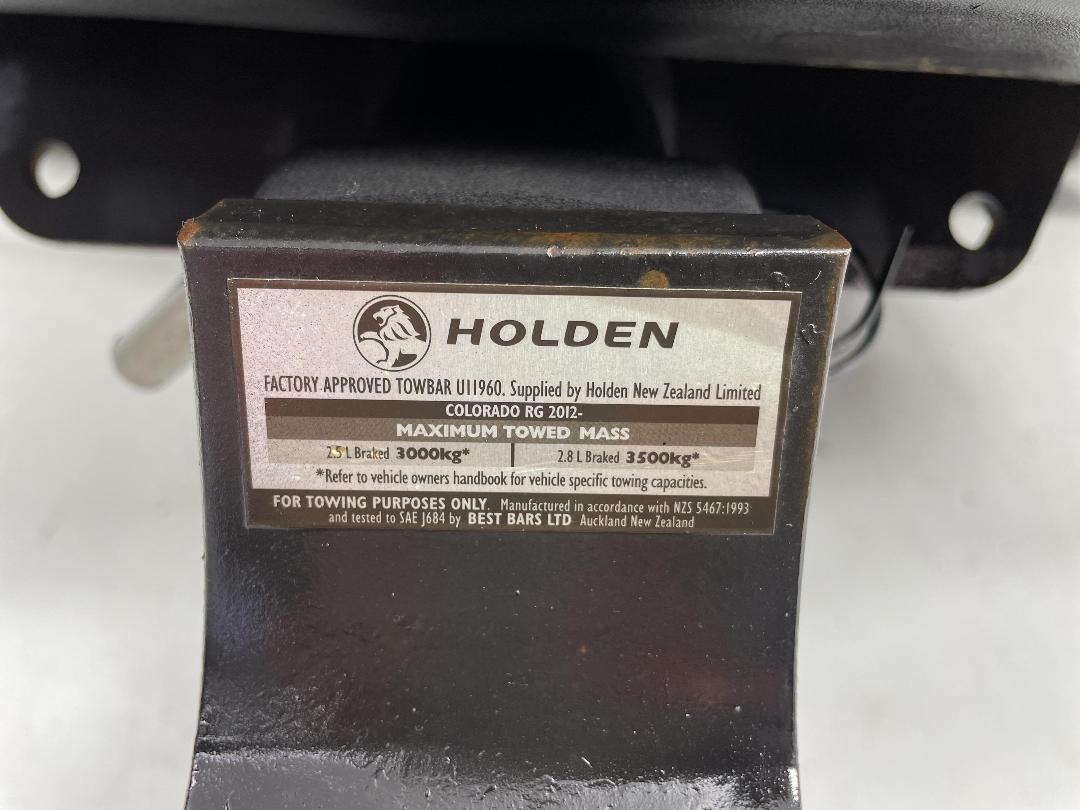 HOLDEN
FACTORY APPROVED TOWBAR U11960. Supplied by Holden New Zealand Limited
COLORADO RG 2012-
MAXIMUM TOWED MASS
2.5 L Braked 3000kg* 2.8 L Braked 3500kg*
*Refer to vehicle owners handbook for vehicle specific towing capacities.
FOR TOWING PURPOSES ONLY. Manufactured in accordance with NZS 5467:1993
and tested to SAE J684 by BEST BARS LTD Auckland New Zealand